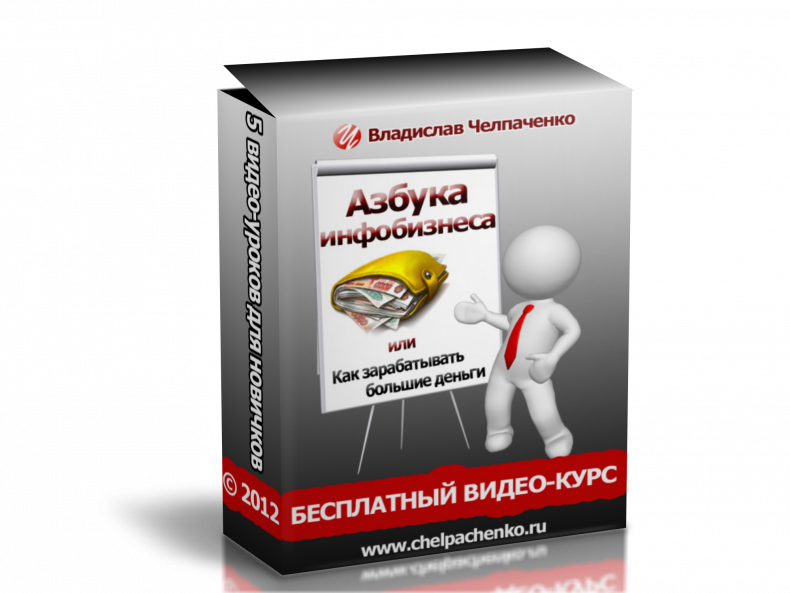 Владислав Челпаченко
Азбука
инфобизнеса
или
Как зарабатывать
большие деньги
5 видео-уроков для новичков
© 2012
БЕСПЛАТНЫЙ ВИДЕО-КУРС
www.chelpachenko.ru